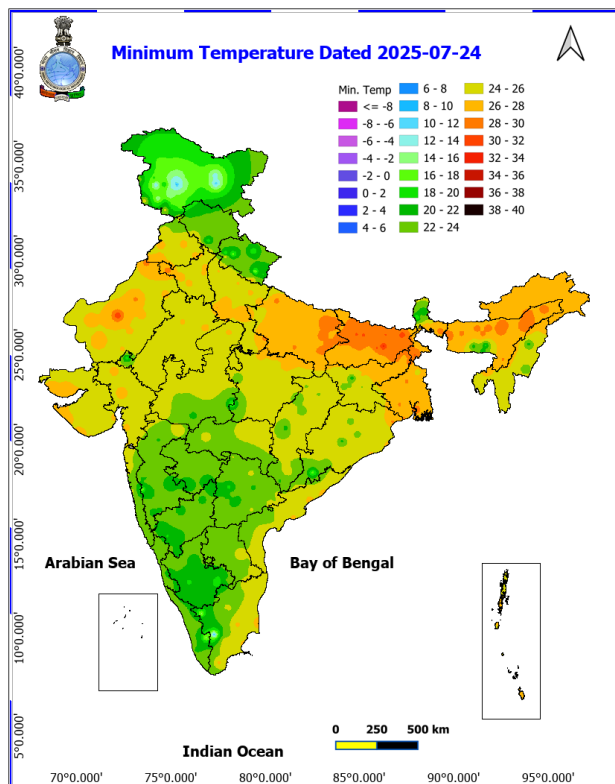 Minimum Temperature Dated 2025-07-24
Min. Temp
<= -8
-8 - -6
-6 - -4
-4 - -2
-2 - 0
0 - 2
2 - 4
4 - 6
6 - 8
8 - 10
10 - 12
12 - 14
14 - 16
16 - 18
18 - 20
20 - 22
22 - 24
24 - 26
26 - 28
28 - 30
30 - 32
32 - 34
34 - 36
36 - 38
38 - 40
40°0.000'
35°0.000'
30°0.000'
25°0.000'
20°0.000'
15°0.000'
10°0.000'
5°0.000'
Arabian Sea
Bay of Bengal
Indian Ocean
0 250 500 km
70°0.000' 75°0.000' 80°0.000' 85°0.000' 90°0.000' 95°0.000'